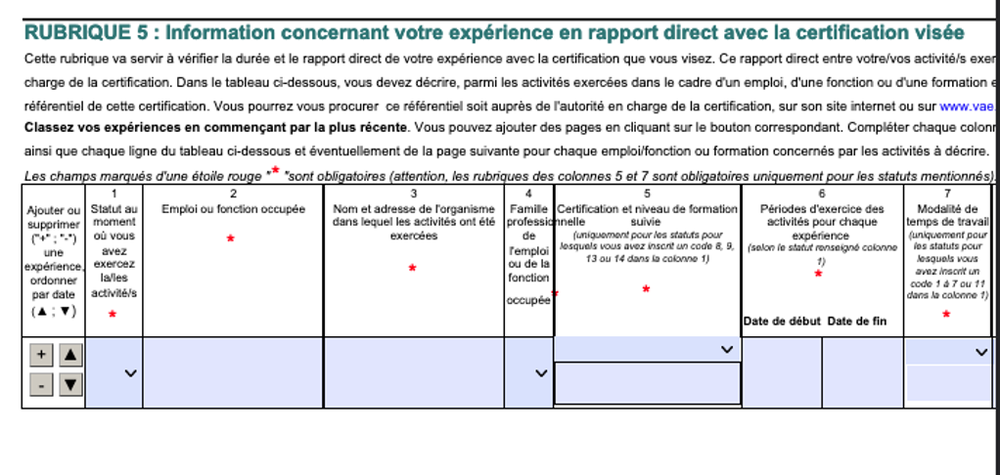 RUBRIQUE 5 : Information concernant votre expérience en rapport direct avec la certification visée
Cette rubrique va servir à vérifier la durée et le rapport direct de votre expérience avec la certification que vous visez. Ce rapport direct entre votre/vos activité/s exer
charge de la certification. Dans le tableau ci-dessous, vous devez décrire, parmi les activités exercées dans le cadre d'un emploi, d'une fonction ou d'une formation e
référentiel de cette certification. Vous pourrez vous procurer ce référentiel soit auprès de l'autorité en charge de la certification, sur son site internet ou sur www.vae.
Classez vos expériences en commençant par la plus récente. Vous pouvez ajouter des pages en cliquant sur le bouton correspondant. Compléter chaque colonn
ainsi que chaque ligne du tableau ci-dessous et éventuellement de la page suivante pour chaque emploi/fonction ou formation concernés par les activités à décrire.
Les champs marqués d'une étoile rouge "* "sont obligatoires (attention, les rubriques des colonnes 5 et 7 sont obligatoires uniquement pour les statuts mentionnés)
Ajouter ou
supprimer
("+" ; "-")
une
expérience,
ordonner
par date
(▲ ; ▼)
1
Statut au
moment
où vous
avez
exercez
la/les
activité/s
*
2
Emploi ou fonction occupée
*
3
Nom et adresse de l'organisme
dans lequel les activités ont été
exercées
*
4
Famille
professionnelle
de
l'emploi
ou de la
fonction
occupée
*
5
Certification et niveau de formation
suivie
(uniquement pour les statuts pour
lesquels vous avez inscrit un code 8, 9,
13 ou 14 dans la colonne 1)
*
6
Périodes d'exercice des
activités pour chaque
expérience
(selon le statut renseigné colonne
1)
*
Date de début Date de fin
7
Modalité de
temps de travail
(uniquement pour
les statuts pour
lesquels vous
avez inscrit un
code 1 à 7 ou 11
dans la colonne 1)
*
+ ▲
- ▼